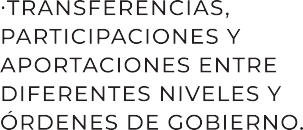 ·TRANSFERENCIAS,
PARTICIPACIONES Y
APORTACIONES ENTRE
DIFERENTES NIVELES Y
ÓRDENES DE GOBIERNO.